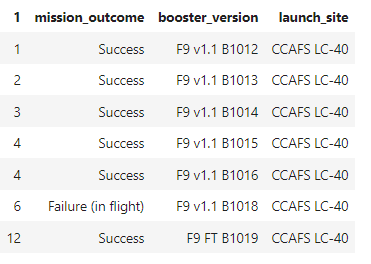 1 mission_outcome booster_version launch_site
1 Success F9 v1.1 B1012 CCAFS LC-40
2 Success F9 v1.1 B1013 CCAFS LC-40
3 Success F9 v1.1 B1014 CCAFS LC-40
4 Success F9 v1.1 B1015 CCAFS LC-40
4 Success F9 v1.1 B1016 CCAFS LC-40
6 Failure (in flight) F9 v1.1 B1018 CCAFS LC-40
12 Success F9 FT B1019 CCAFS LC-40